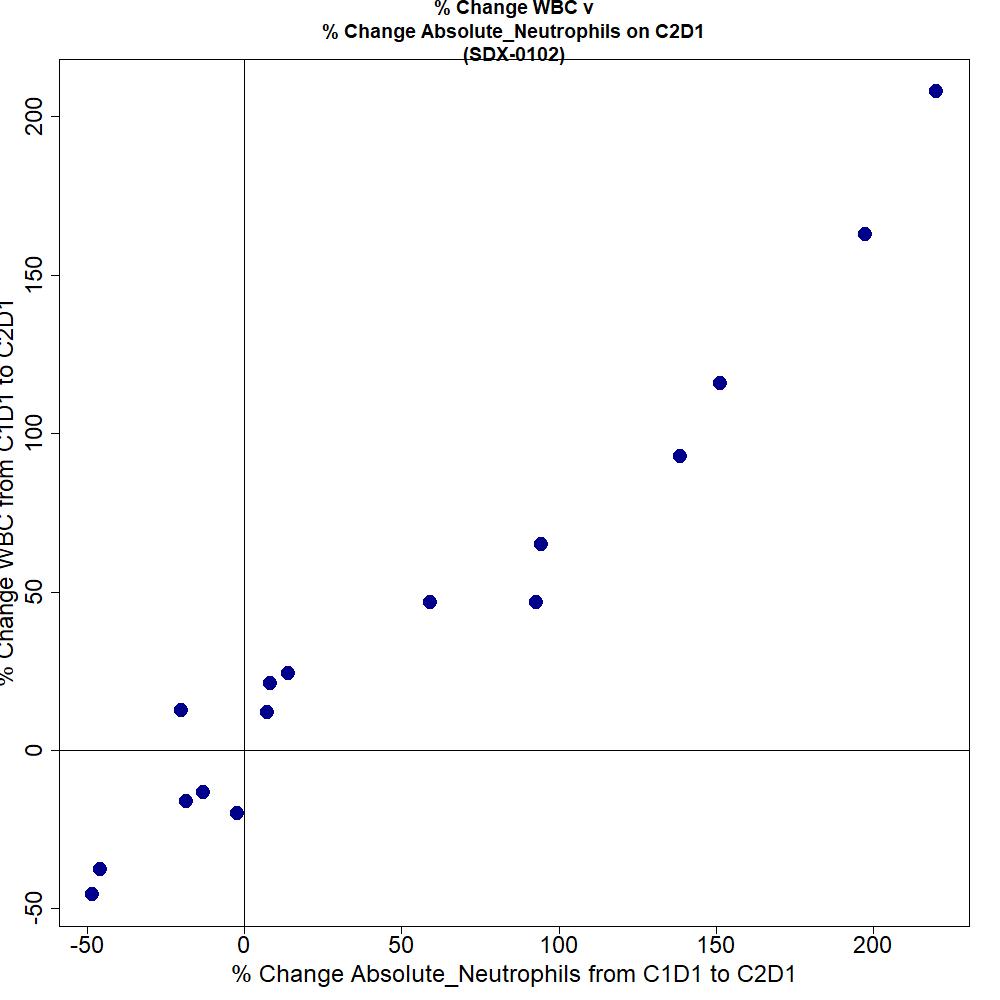 % Change WBC v
% Change Absolute_Neutrophils on C2D1
(SDX-0102)
% Change WBC from C1D1 to C2D1
200
150
100
50
0
-50
-50 0 50 100 150 200
% Change Absolute_Neutrophils from C1D1 to C2D1